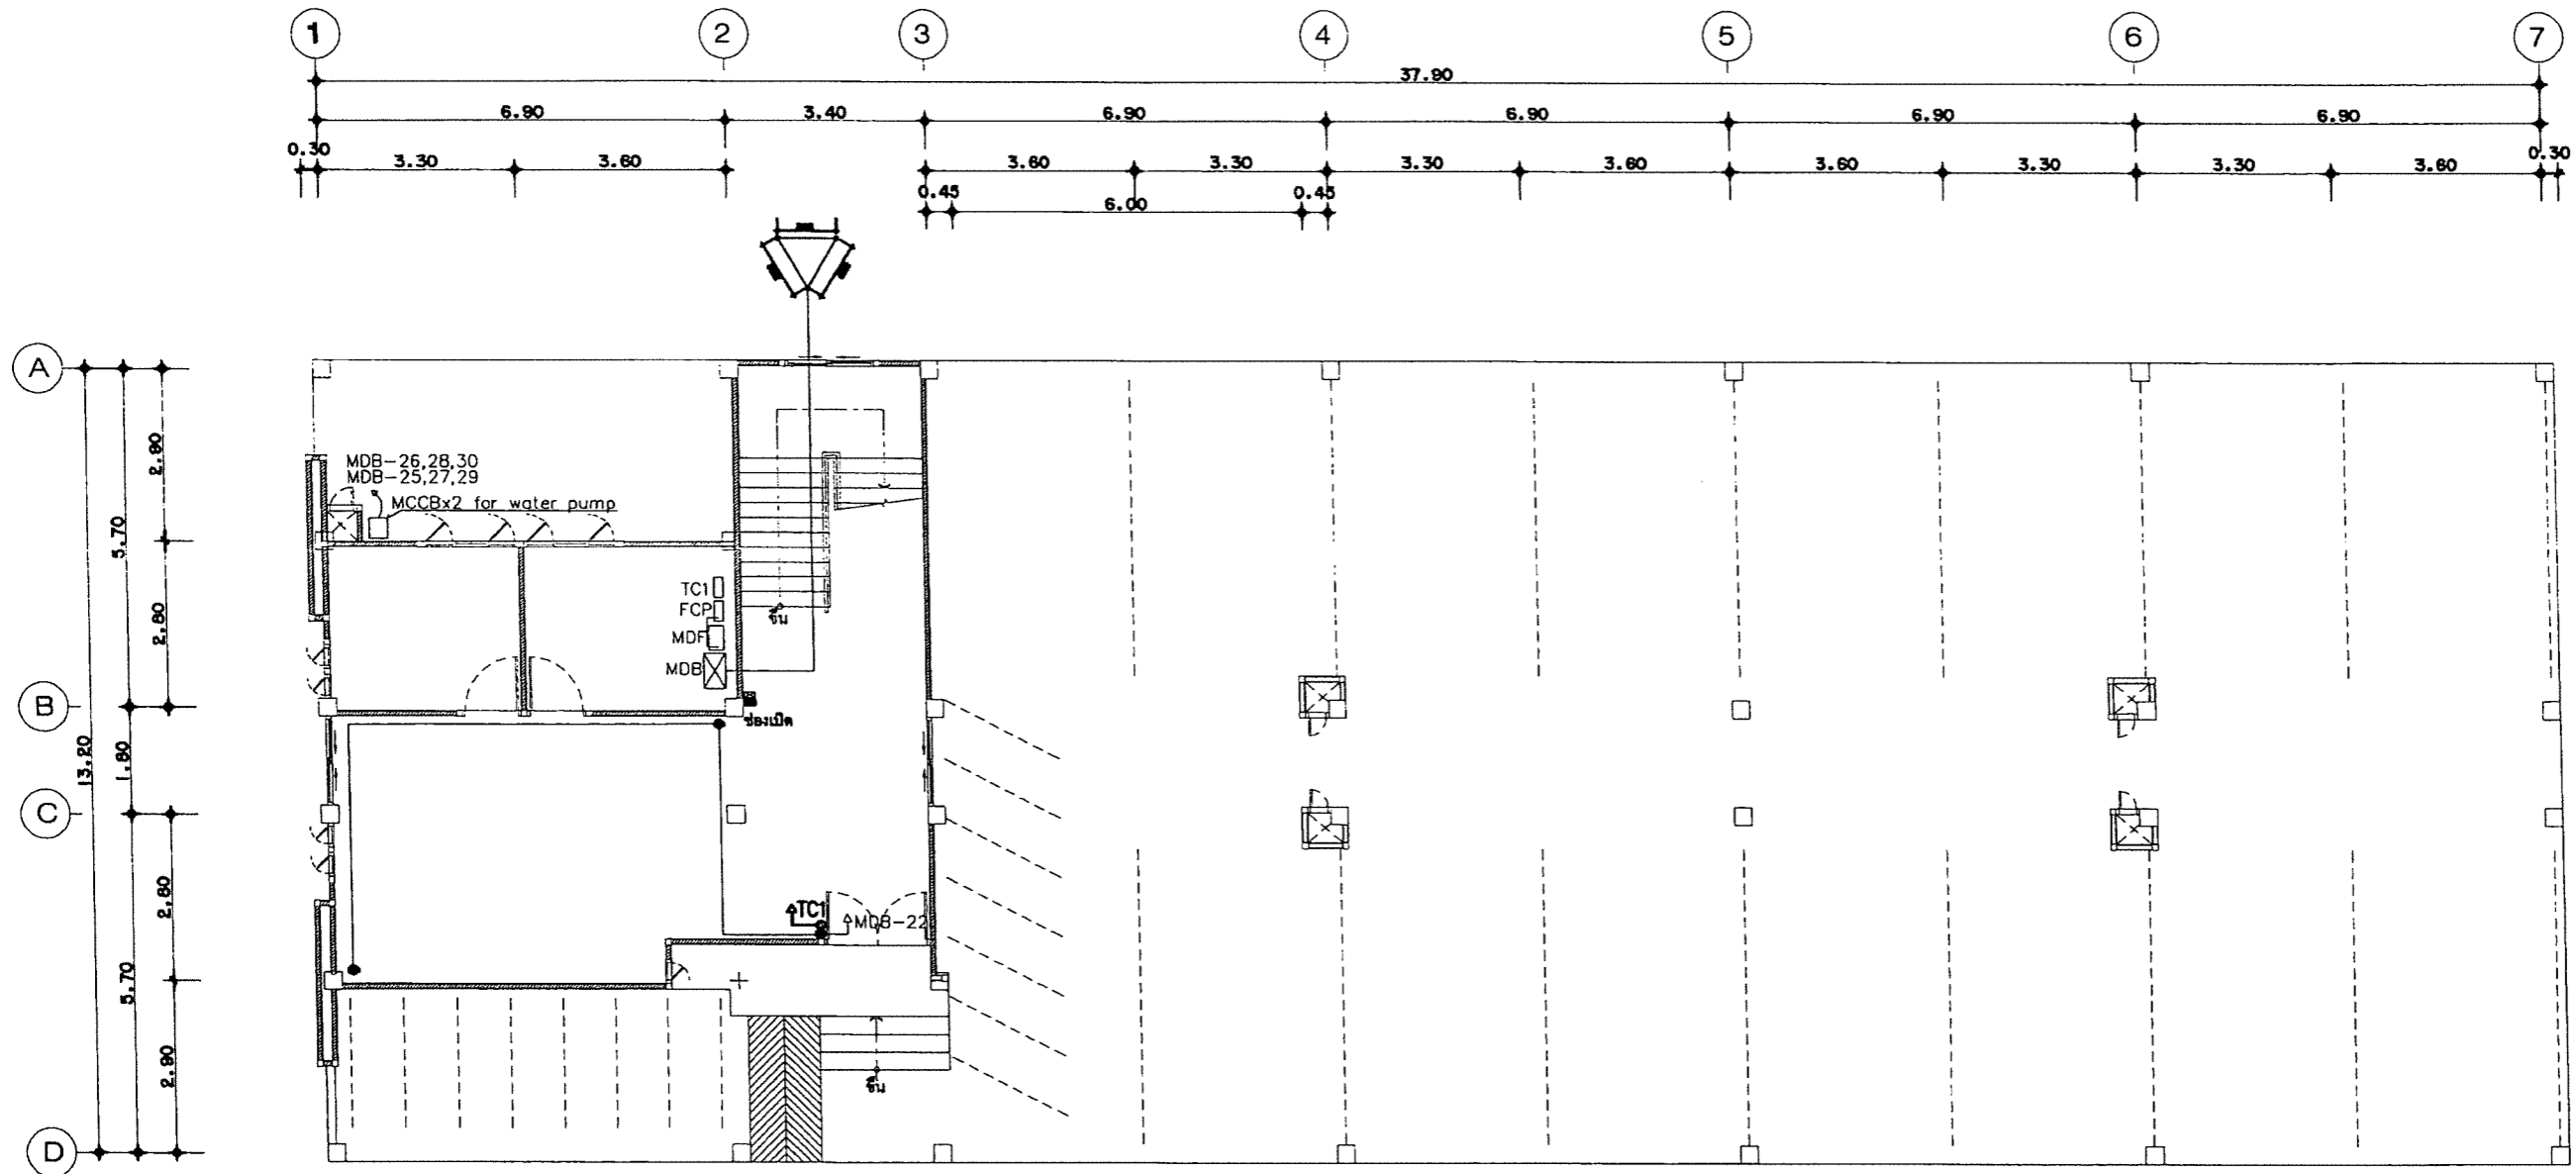 1 2 3 4 5 6 7
37.90
6.90 3.40 6.90 6.90 6.90 6.90
0.30 3.30 3.60 3.60 3.30 3.30 3.60 3.60 3.30 3.30 3.60 0.30
0.45 6.00 0.45
A
2.90
MDB-26,28,30
MDB-25,27,29
MCCBx2 for water pump
5.70
2.80
TC1
FCP
ขึ้น
MDF
MDB
B
ช่องเปิด
13.20
1.80
C
2.80
TC1
MDB-22
5.70
2.90
ขึ้น
D